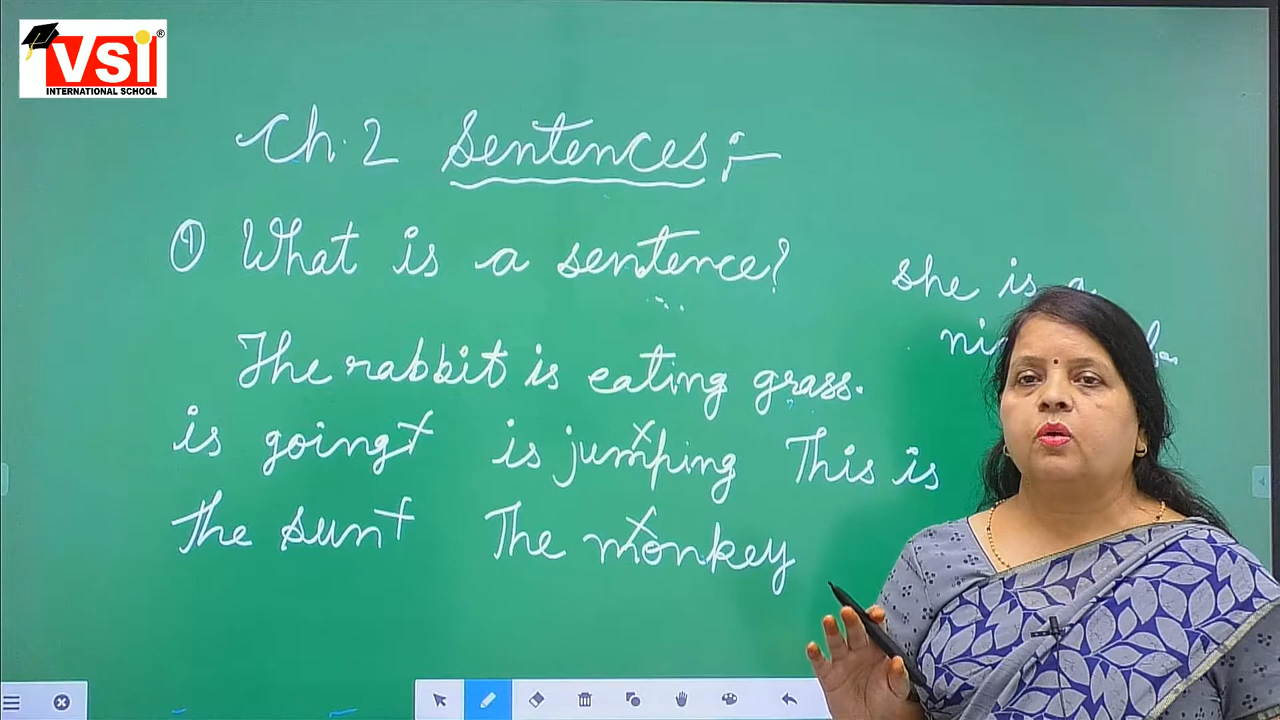 VSI®
INTERNATIONAL SCHOOL
Ch. 2 Sentences :-
① What is a sentence?
She is a
The rabbit is eating grass.
is going × is jumping × This is
The sun × The monkey ×